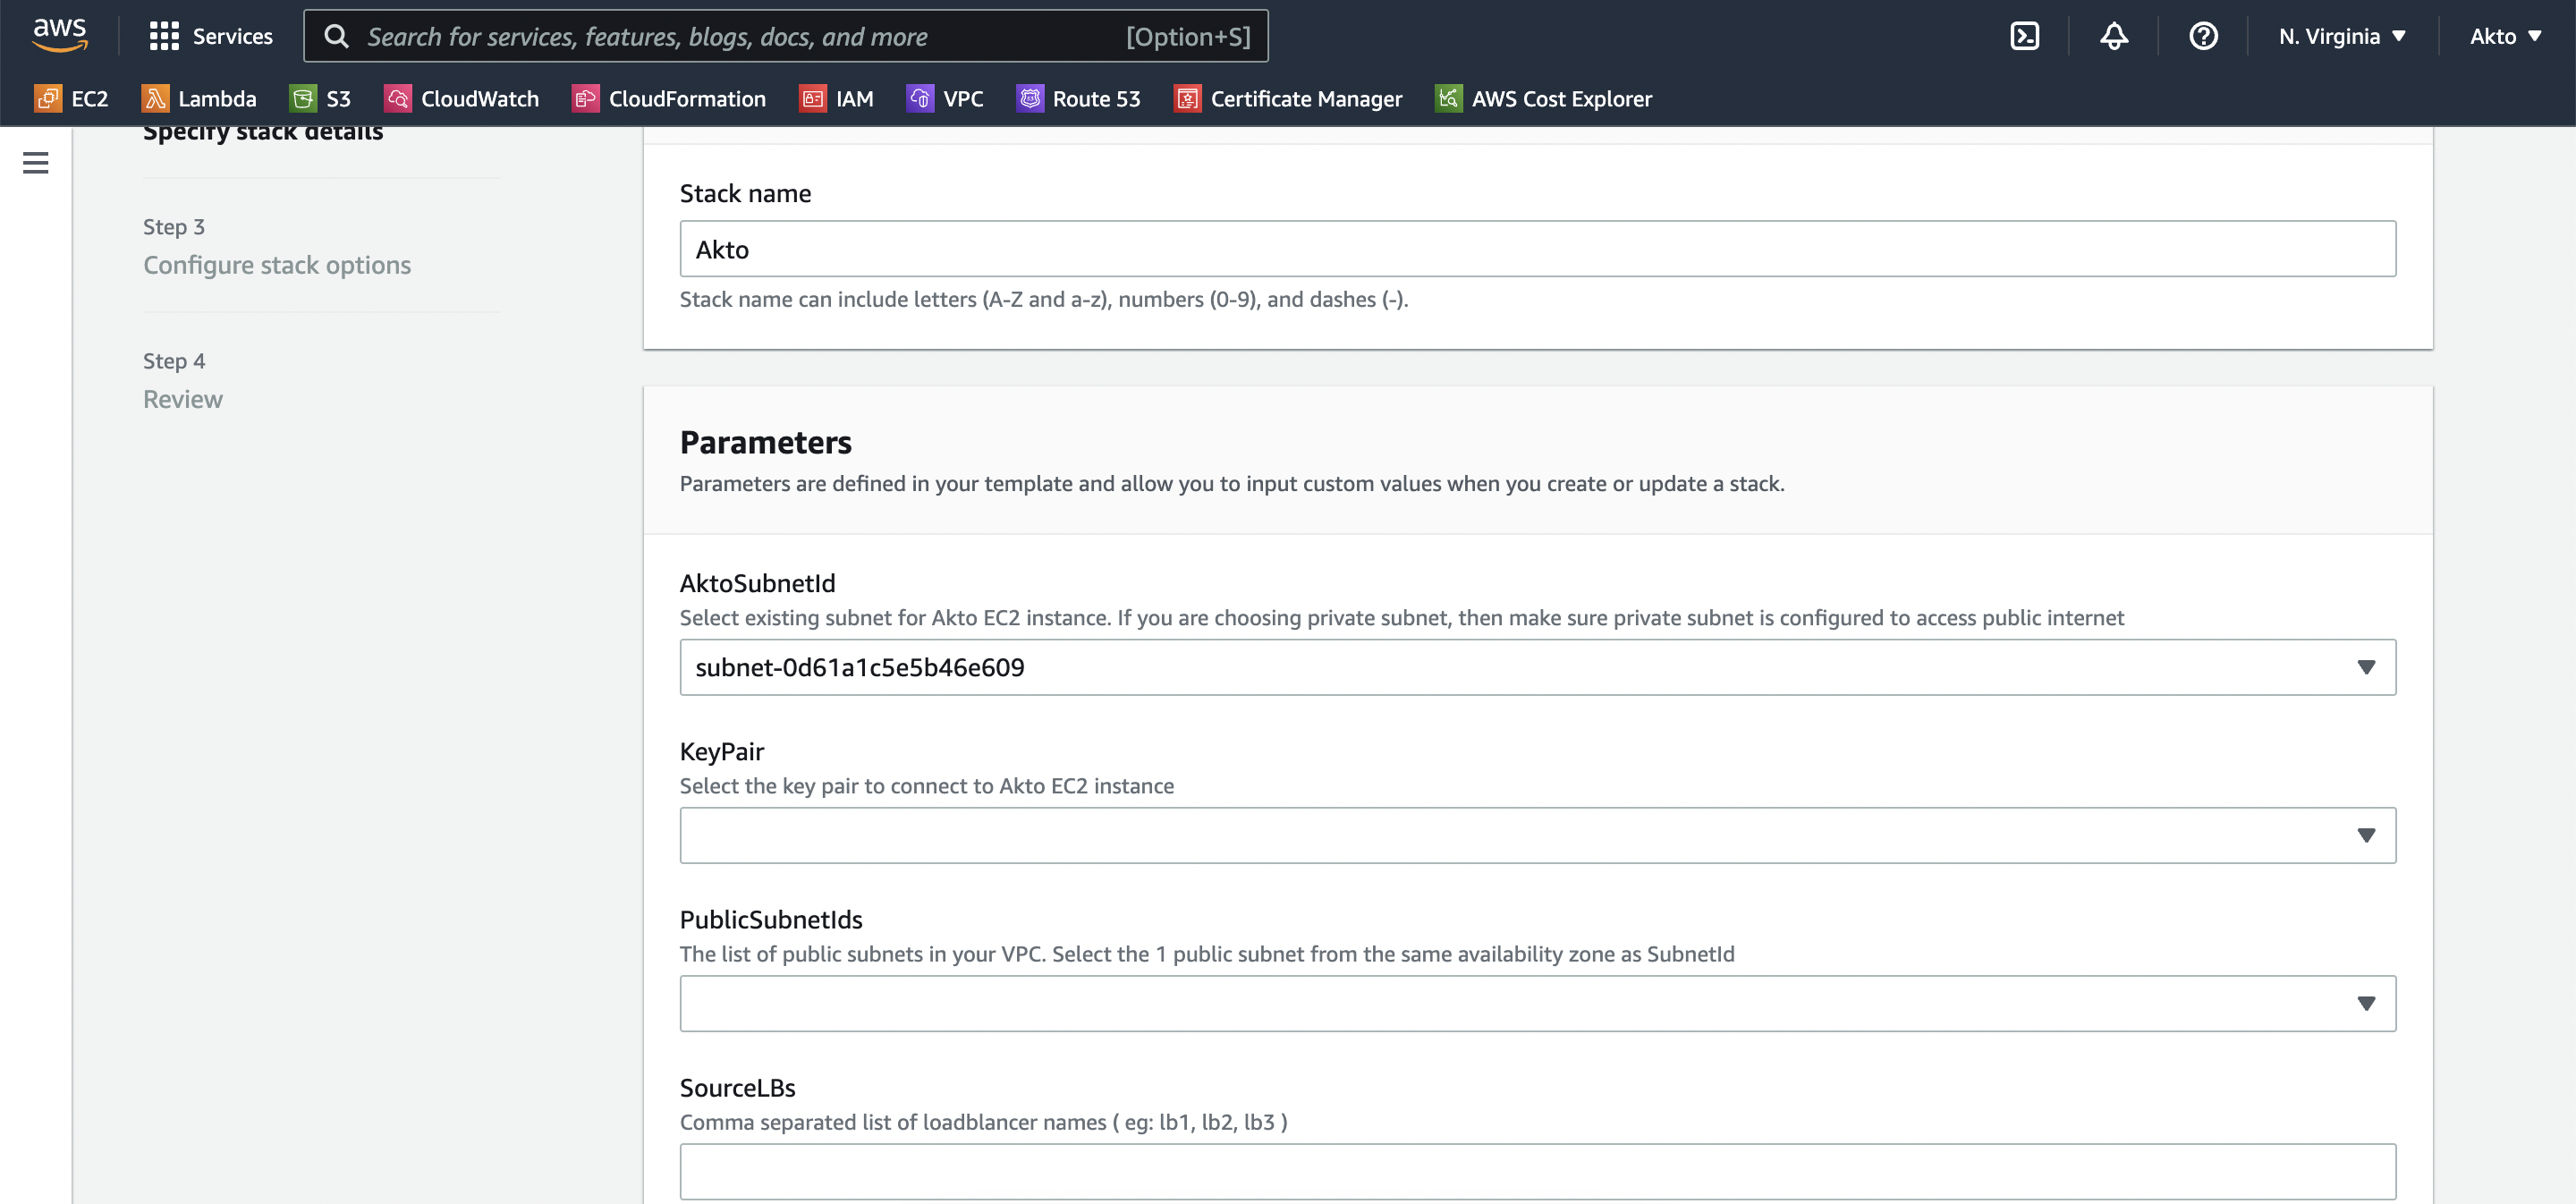 aws
Services
Search for services, features, blogs, docs, and more
[Option+S]
N. Virginia
Akto
EC2
Lambda
S3
CloudWatch
CloudFormation
IAM
VPC
Route 53
Certificate Manager
AWS Cost Explorer
Specify stack details
Step 3
Configure stack options
Step 4
Review
Stack name
Akto
Stack name can include letters (A-Z and a-z), numbers (0-9), and dashes (-).
Parameters
Parameters are defined in your template and allow you to input custom values when you create or update a stack.
AktoSubnetId
Select existing subnet for Akto EC2 instance. If you are choosing private subnet, then make sure private subnet is configured to access public internet
subnet-0d61a1c5e5b46e609
KeyPair
Select the key pair to connect to Akto EC2 instance
PublicSubnetIds
The list of public subnets in your VPC. Select the 1 public subnet from the same availability zone as SubnetId
SourceLBs
Comma separated list of loadblancer names ( eg: lb1, lb2, lb3 )